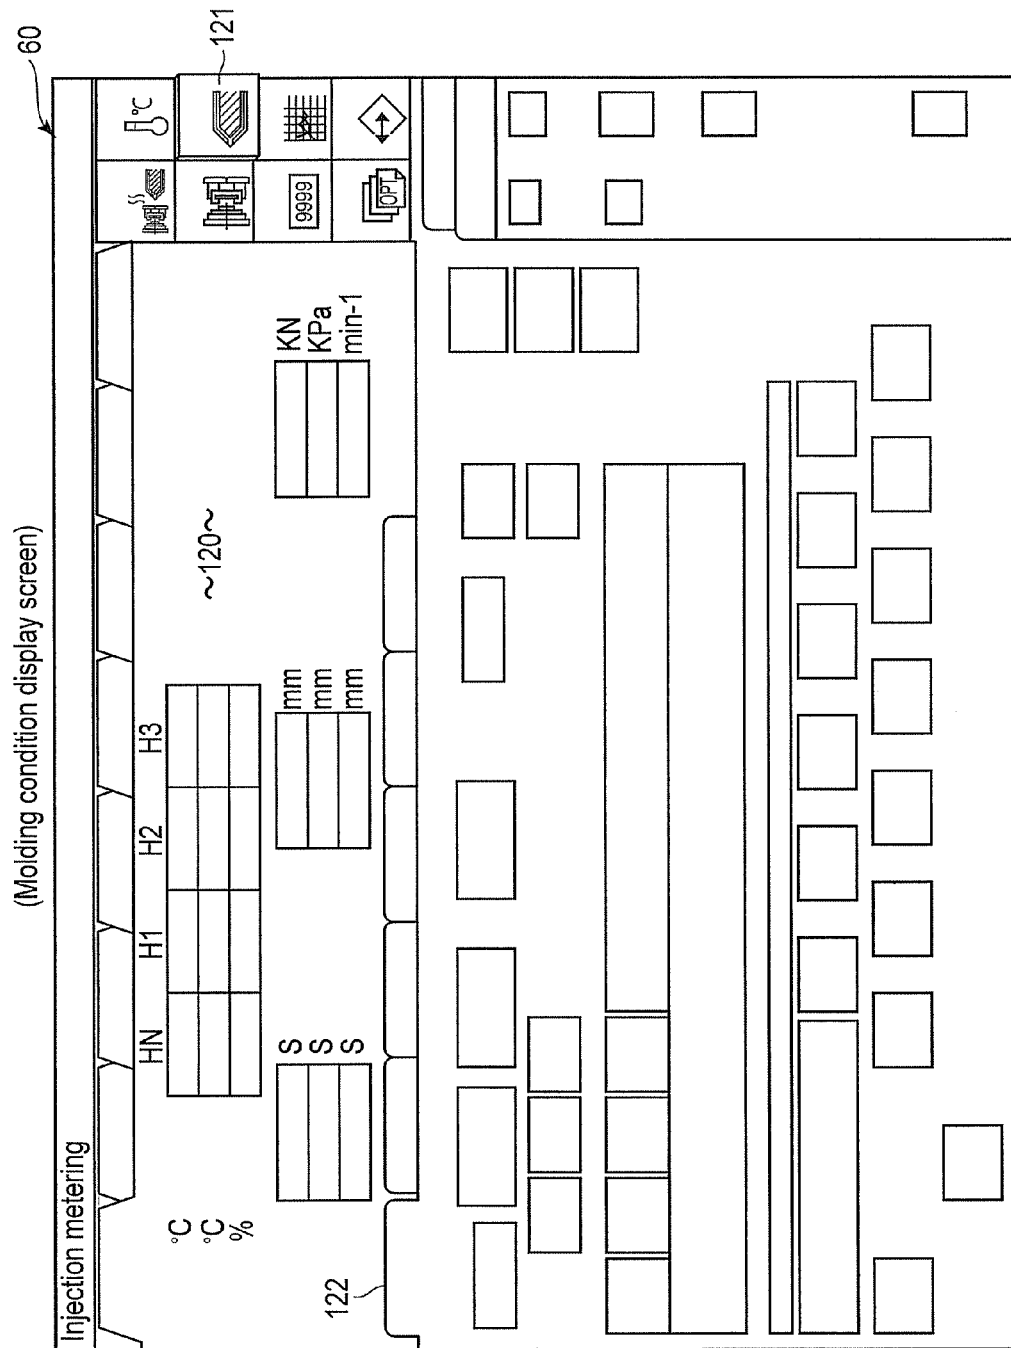 (Molding condition display screen)
60
Injection metering
°C
121
9999
OPT
HN H1 H2 H3
°C
°C
%
~120~
S
S
S
mm
mm
mm
KN
KPa
min-1
122